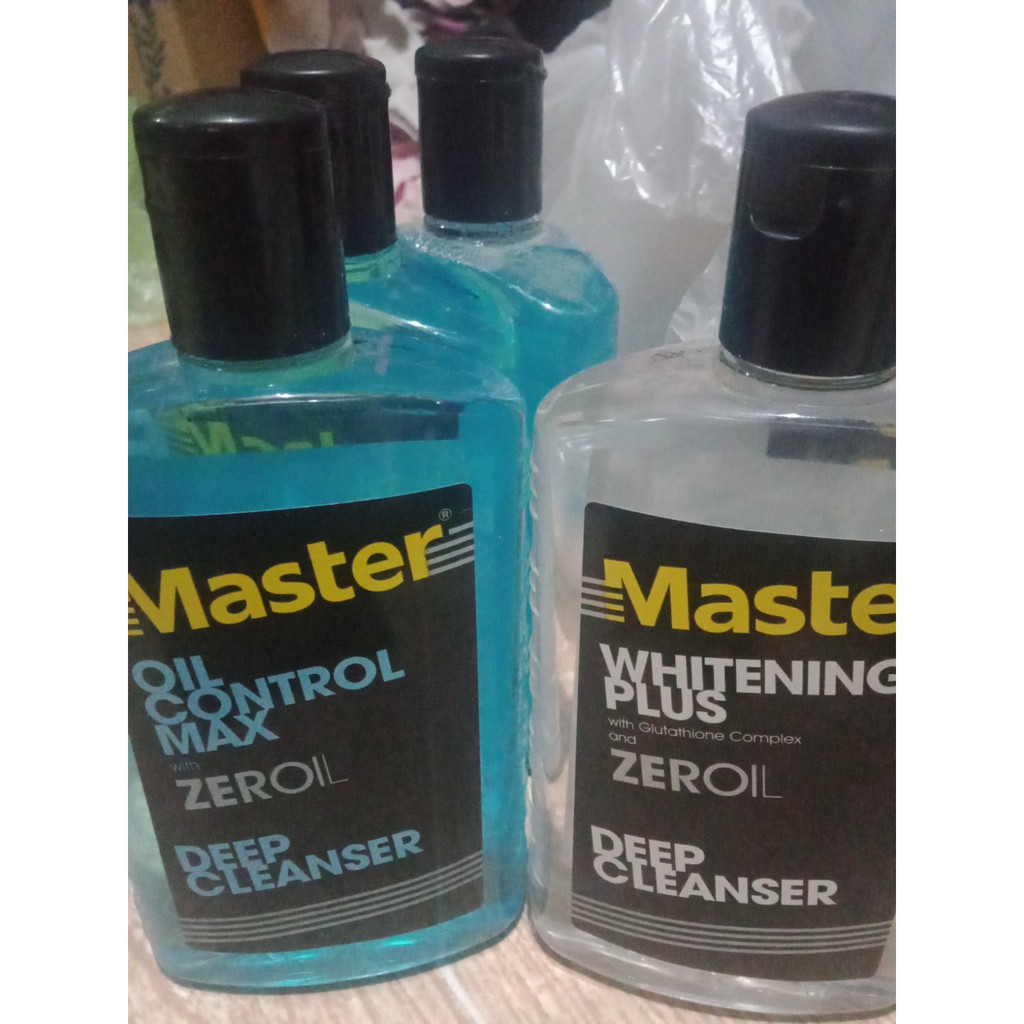 Master®
OIL
CONTROL
MAX
with
ZEROIL
DEEP
CLEANSER
Maste
WHITENING
PLUS
with Glutathione Complex
and
ZEROIL
DEEP
CLEANSER